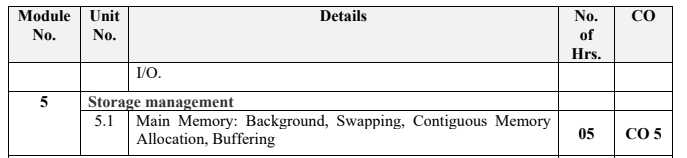 Module Unit Details No. CO
No. No. of
Hrs.
I/O.
5 Storage management
5.1 Main Memory: Background, Swapping, Contiguous Memory
Allocation, Buffering 05 CO 5